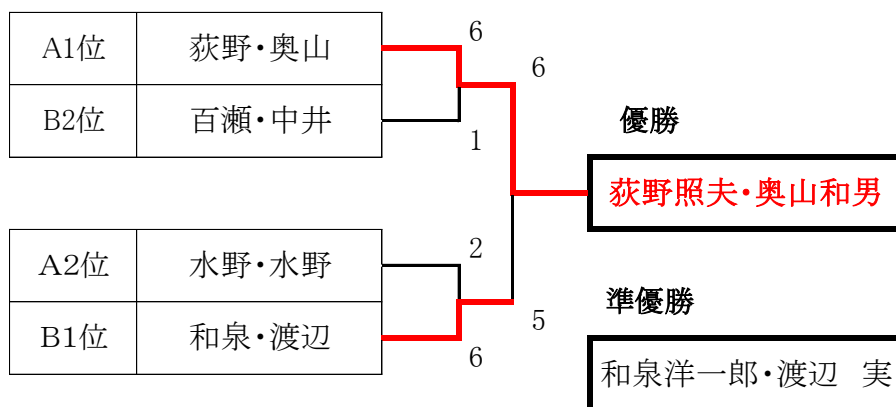 A1位 荻野・奥山 6
6
B2位 百瀬・中井 1
優勝
荻野照夫・奥山和男
A2位 水野・水野 2
準優勝
5
B1位 和泉・渡辺 6
和泉洋一郎・渡辺 実